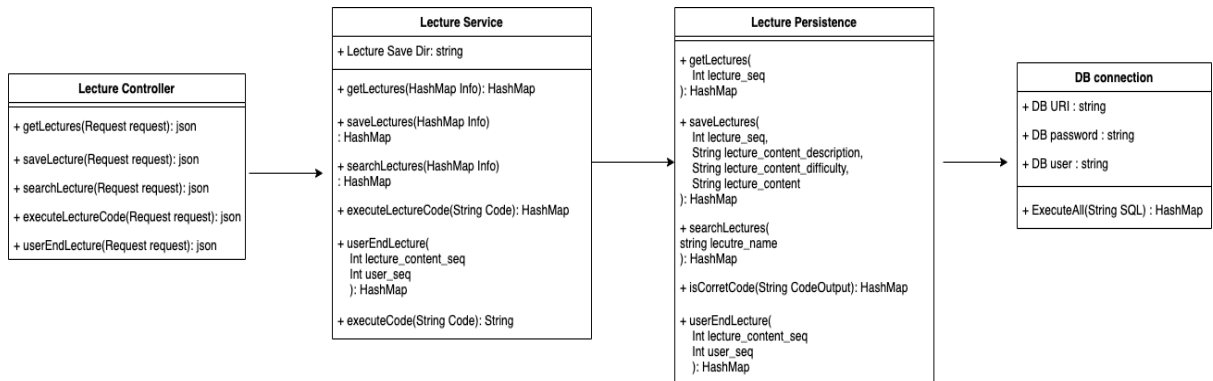 Lecture Controller
+ getLectures(Request request): json
+ saveLecture(Request request): json
+ searchLecture(Request request): json
+ executeLectureCode(Request request): json
+ userEndLecture(Request request): json
Lecture Service
+ Lecture Save Dir: string
+ getLectures(HashMap Info): HashMap
+ saveLectures(HashMap Info)
: HashMap
+ searchLectures(HashMap Info)
: HashMap
+ executeLectureCode(String Code): HashMap
+ userEndLecture(
Int lecture_content_seq
Int user_seq
): HashMap
+ executeCode(String Code): String
Lecture Persistence
+ getLectures(
Int lecture_seq
): HashMap
+ saveLectures(
Int lecture_seq,
String lecture_content_description,
String lecture_content_difficulty,
String lecture_content
): HashMap
+ searchLectures(
string lecutre_name
): HashMap
+ isCorretCode(String CodeOutput): HashMap
+ userEndLecture(
Int lecture_content_seq
Int user_seq
): HashMap
DB connection
+ DB URI : string
+ DB password : string
+ DB user : string
+ ExecuteAll(String SQL) : HashMap